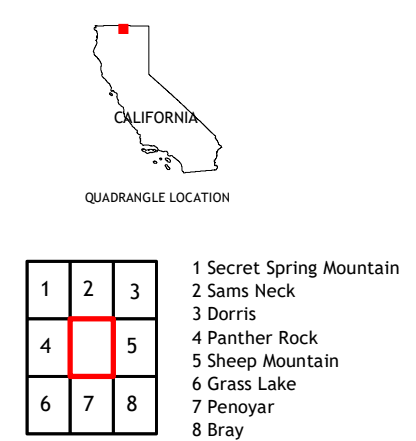 CALIFORNIA
QUADRANGLE LOCATION
1 2 3
4 5
6 7 8
1 Secret Spring Mountain
2 Sams Neck
3 Dorris
4 Panther Rock
5 Sheep Mountain
6 Grass Lake
7 Penoyar
8 Bray